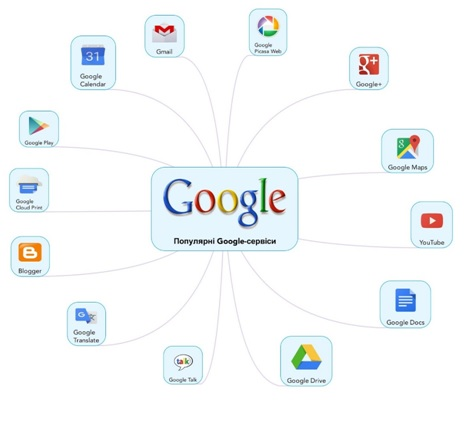 Gmail
Google
Picasa Web
31
Google
Calendar
g+
Google+
Google Play
Google Maps
Google
Популярні Google-сервіси
Google
Cloud Print
YouTube
Blogger
Google Docs
Google
Translate
talk
Google Talk
Google Drive